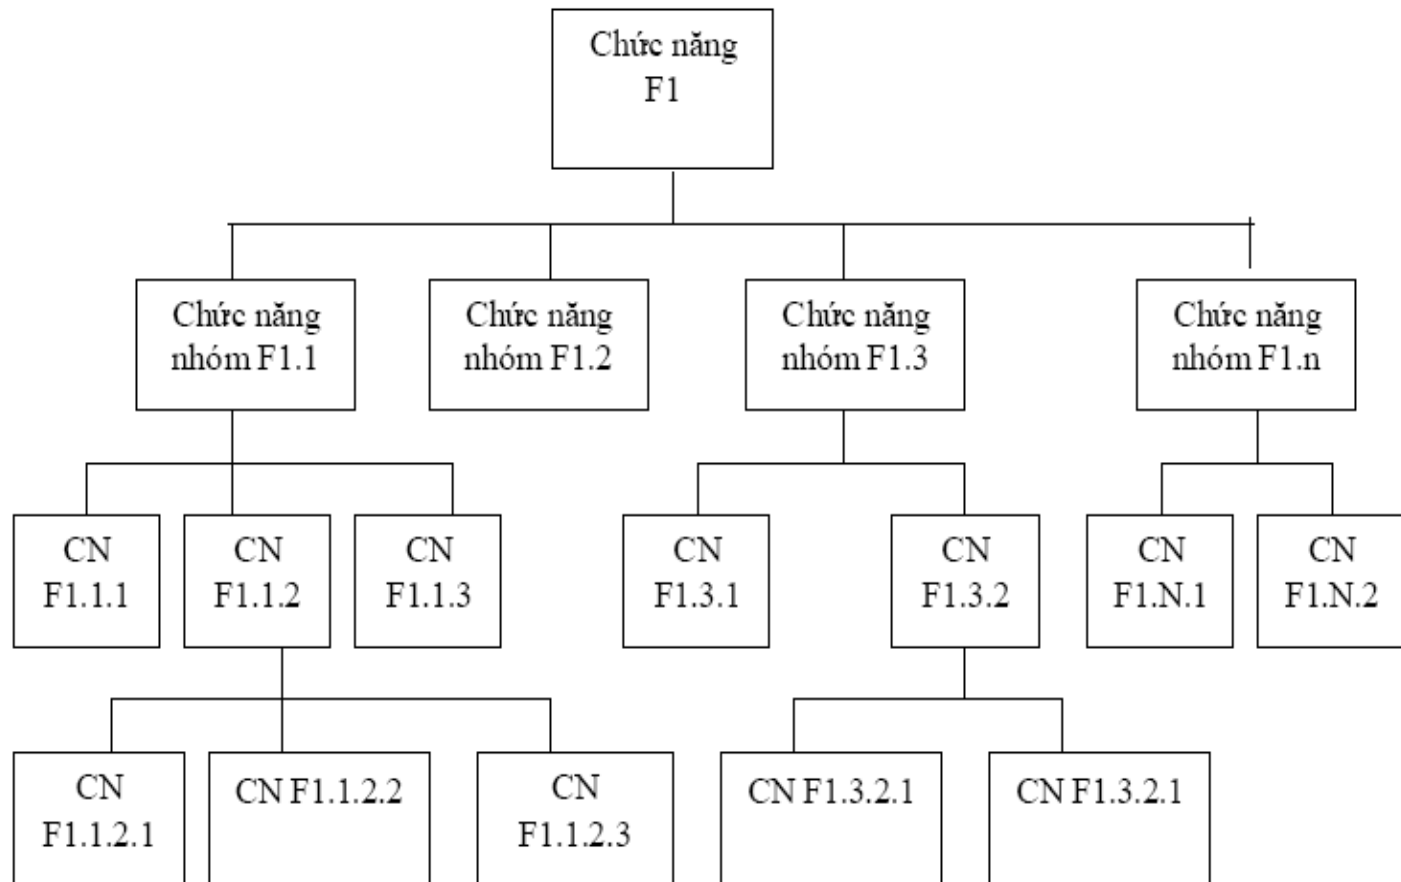 Chức năng
F1
Chức năng
nhóm F1.1
Chức năng
nhóm F1.2
Chức năng
nhóm F1.3
Chức năng
nhóm F1.n
CN
F1.1.1
CN
F1.1.2
CN
F1.1.3
CN
F1.3.1
CN
F1.3.2
CN
F1.N.1
CN
F1.N.2
CN
F1.1.2.1
CN F1.1.2.2
CN
F1.1.2.3
CN F1.3.2.1
CN F1.3.2.1